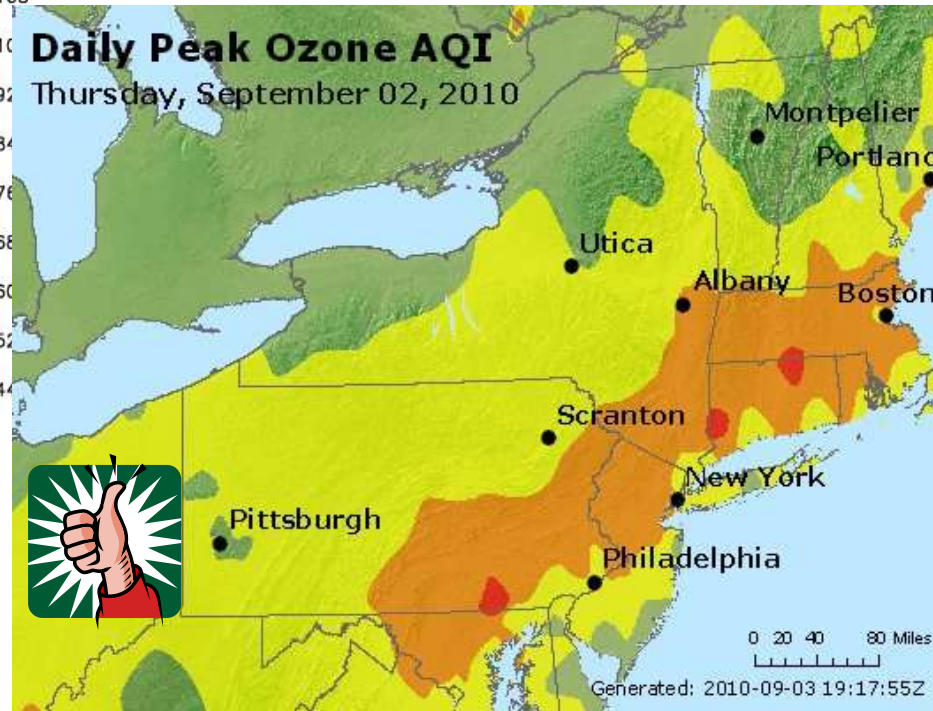 Daily Peak Ozone AQI
Thursday, September 02, 2010
Montpelier
Portland
Utica
Albany
Boston
Scranton
New York
Pittsburgh
Philadelphia
0 20 40 80 Miles
Generated: 2010-09-03 19:17:55Z